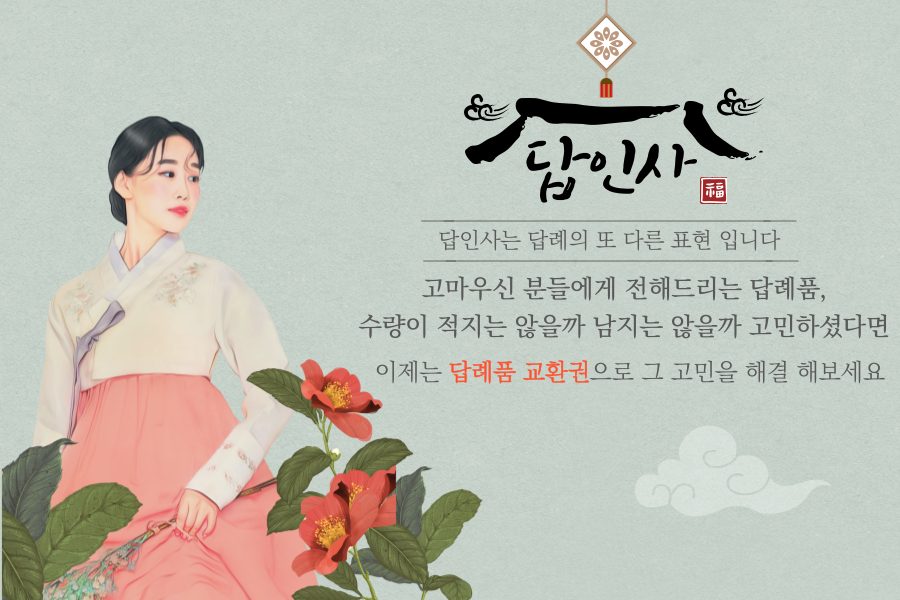 답인사
福
답인사는 답례의 또 다른 표현 입니다
고마우신 분들에게 전해드리는 답례품,
수량이 적지는 않을까 남지는 않을까 고민하셨다면
이제는 답례품 교환권으로 그 고민을 해결 해보세요